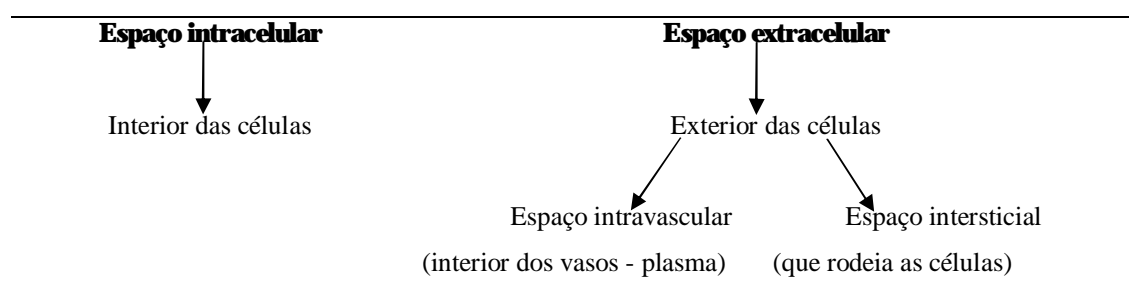 Espaço intracelular Espaço extracelular
Interior das células Exterior das células
Espaço intravascular Espaço intersticial
(interior dos vasos - plasma) (que rodeia as células)